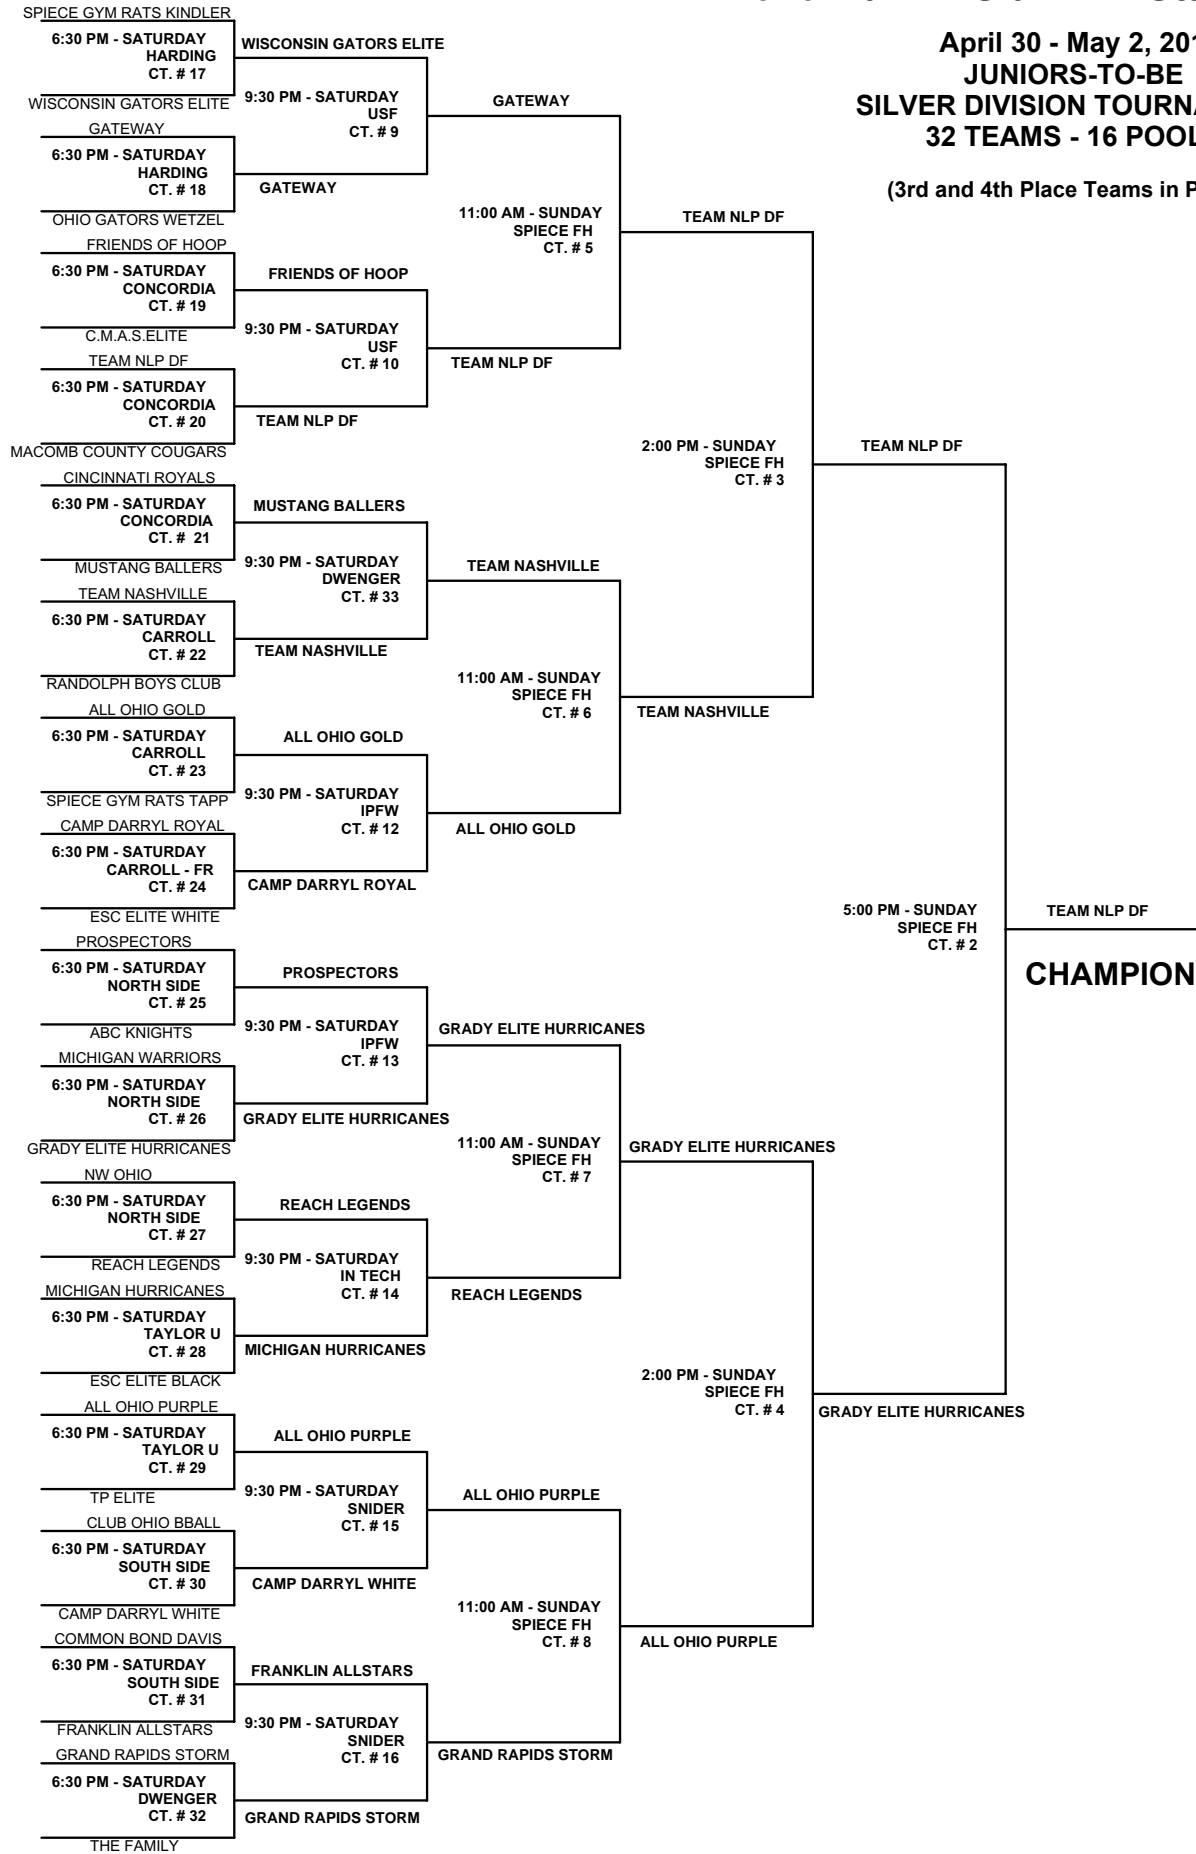 April 30 - May 2, 201
JUNIORS-TO-BE
SILVER DIVISION TOURNA
32 TEAMS - 16 POOL
(3rd and 4th Place Teams in P
SPIECE GYM RATS KINDLER
6:30 PM - SATURDAY
HARDING
CT. # 17
WISCONSIN GATORS ELITE
WISCONSIN GATORS ELITE
9:30 PM - SATURDAY
USF
CT. # 9
GATEWAY
GATEWAY
6:30 PM - SATURDAY
HARDING
CT. # 18
GATEWAY
OHIO GATORS WETZEL
11:00 AM - SUNDAY
SPIECE FH
CT. # 5
TEAM NLP DF
FRIENDS OF HOOP
6:30 PM - SATURDAY
CONCORDIA
CT. # 19
FRIENDS OF HOOP
C.M.A.S.ELITE
9:30 PM - SATURDAY
USF
CT. # 10
TEAM NLP DF
TEAM NLP DF
6:30 PM - SATURDAY
CONCORDIA
CT. # 20
TEAM NLP DF
MACOMB COUNTY COUGARS
2:00 PM - SUNDAY
SPIECE FH
CT. # 3
TEAM NLP DF
CINCINNATI ROYALS
6:30 PM - SATURDAY
CONCORDIA
CT. # 21
MUSTANG BALLERS
MUSTANG BALLERS
9:30 PM - SATURDAY
DWENGER
CT. # 33
TEAM NASHVILLE
TEAM NASHVILLE
6:30 PM - SATURDAY
CARROLL
CT. # 22
TEAM NASHVILLE
RANDOLPH BOYS CLUB
11:00 AM - SUNDAY
SPIECE FH
CT. # 6
TEAM NASHVILLE
ALL OHIO GOLD
6:30 PM - SATURDAY
CARROLL
CT. # 23
ALL OHIO GOLD
SPIECE GYM RATS TAPP
9:30 PM - SATURDAY
IPFW
CT. # 12
ALL OHIO GOLD
CAMP DARRYL ROYAL
6:30 PM - SATURDAY
CARROLL - FR
CT. # 24
CAMP DARRYL ROYAL
ESC ELITE WHITE
5:00 PM - SUNDAY
SPIECE FH
CT. # 2
TEAM NLP DF
CHAMPION
PROSPECTORS
6:30 PM - SATURDAY
NORTH SIDE
CT. # 25
PROSPECTORS
ABC KNIGHTS
9:30 PM - SATURDAY
IPFW
CT. # 13
GRADY ELITE HURRICANES
MICHIGAN WARRIORS
6:30 PM - SATURDAY
NORTH SIDE
CT. # 26
GRADY ELITE HURRICANES
GRADY ELITE HURRICANES
11:00 AM - SUNDAY
SPIECE FH
CT. # 7
GRADY ELITE HURRICANES
NW OHIO
6:30 PM - SATURDAY
NORTH SIDE
CT. # 27
REACH LEGENDS
REACH LEGENDS
9:30 PM - SATURDAY
IN TECH
CT. # 14
REACH LEGENDS
MICHIGAN HURRICANES
6:30 PM - SATURDAY
TAYLOR U
CT. # 28
MICHIGAN HURRICANES
ESC ELITE BLACK
2:00 PM - SUNDAY
SPIECE FH
CT. # 4
GRADY ELITE HURRICANES
ALL OHIO PURPLE
6:30 PM - SATURDAY
TAYLOR U
CT. # 29
ALL OHIO PURPLE
TP ELITE
9:30 PM - SATURDAY
SNIDER
CT. # 15
ALL OHIO PURPLE
CLUB OHIO BBALL
6:30 PM - SATURDAY
SOUTH SIDE
CT. # 30
CAMP DARRYL WHITE
CAMP DARRYL WHITE
11:00 AM - SUNDAY
SPIECE FH
CT. # 8
ALL OHIO PURPLE
COMMON BOND DAVIS
6:30 PM - SATURDAY
SOUTH SIDE
CT. # 31
FRANKLIN ALLSTARS
FRANKLIN ALLSTARS
9:30 PM - SATURDAY
SNIDER
CT. # 16
GRAND RAPIDS STORM
GRAND RAPIDS STORM
6:30 PM - SATURDAY
DWENGER
CT. # 32
GRAND RAPIDS STORM
THE FAMILY